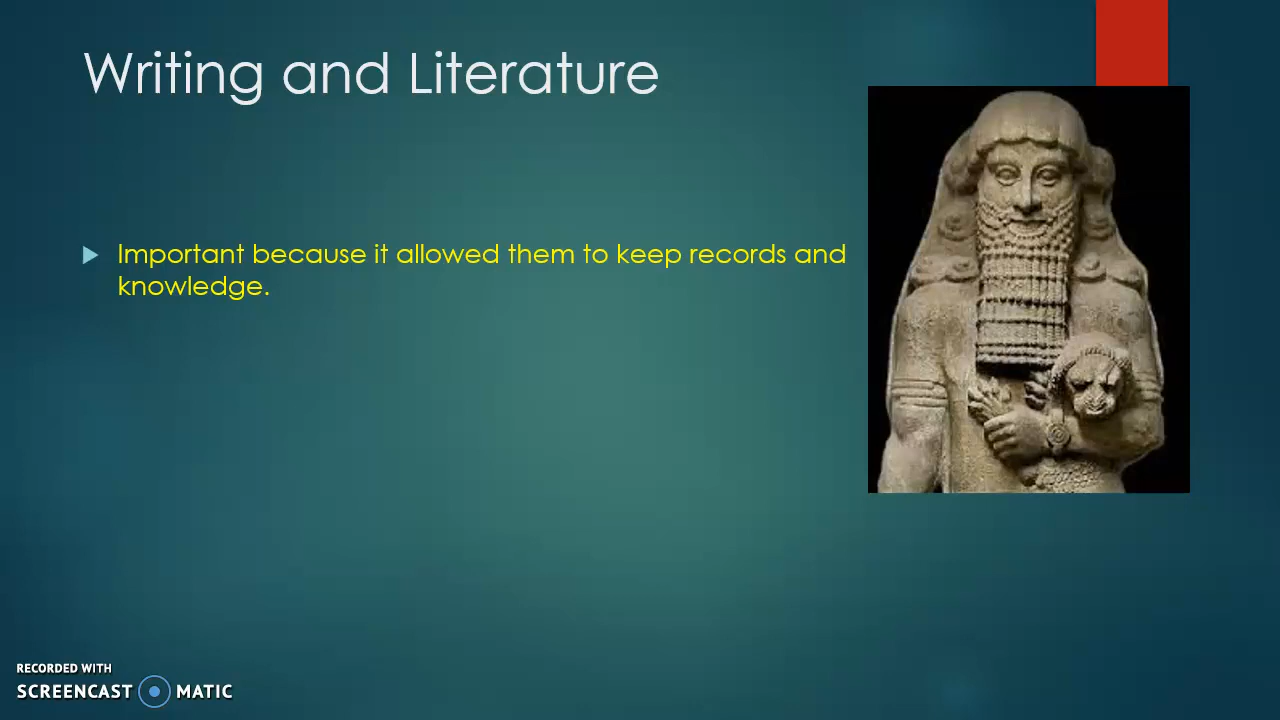 Writing and Literature
Important because it allowed them to keep records and
knowledge.
RECORDED WITH
SCREENCAST MATIC